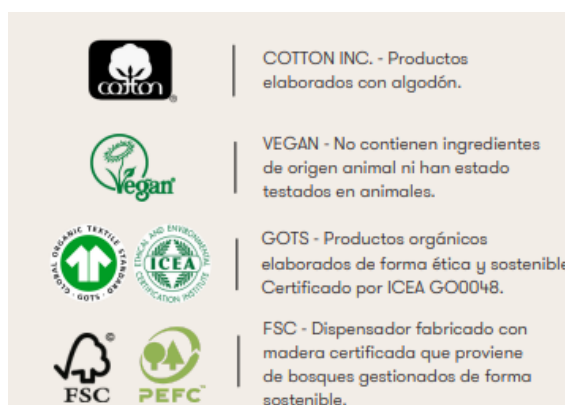 cotton
®
COTTON INC. - Productos
elaborados con algodón.
Vegan
VEGAN - No contienen ingredientes
de origen animal ni han estado
testados en animales.
GLOBAL ORGANIC TEXTILE STANDARD
· GOTS ·
ETHICAL AND ENVIRONMENTAL
ICEA
CERTIFICATION INSTITUTE
GOTS - Productos orgánicos
elaborados de forma ética y sostenible
Certificado por ICEA GO0048.
©
FSC
PEFC™
FSC - Dispensador fabricado con
madera certificada que proviene
de bosques gestionados de forma
sostenible.